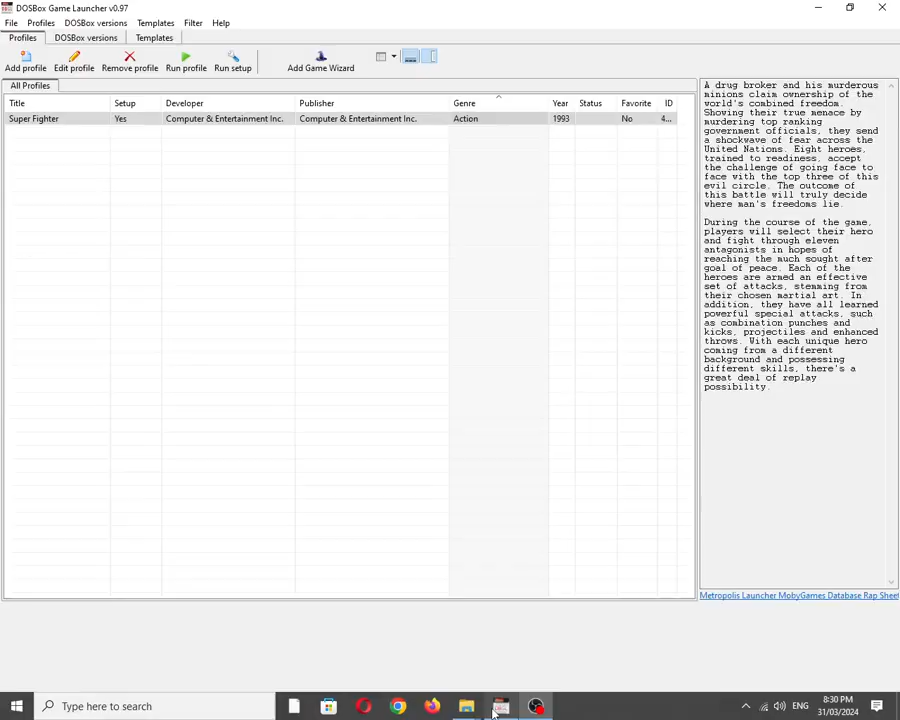 DOSBox Game Launcher v0.97
File Profiles DOSBox versions Templates Filter Help
Profiles DOSBox versions Templates
Add profile Edit profile Remove profile Run profile Run setup Add Game Wizard
All Profiles
Title Setup Developer Publisher Genre Year Status Favorite ID
Super Fighter Yes Computer & Entertainment Inc. Computer & Entertainment Inc. Action 1993 No 4...
A drug broker and his murderous
minions claim ownership of the
world's combined freedom.
Showing their true menace by
murdering top ranking
government officials, they send
a shockwave of fear across the
United Nations. Eight heroes,
trained to readiness, accept
the challenge of going face to
face with the top three of this
evil circle. The outcome of
this battle will truly decide
where man's freedoms lie.
During the course of the game,
players will select their hero
and fight through eleven
antagonists in hopes of
reaching the much sought after
goal of peace. Each of the
heroes are armed an effective
set of attacks, stemming from
their chosen martial art. In
addition, they have all learned
powerful special attacks, such
as combination punches and
kicks, projectiles and enhanced
throws. With each unique hero
coming from a different
background and possessing
different skills, there's a
great deal of replay
possibility.
Metropolis Launcher MobyGames Database Rap Sheet
Type here to search
ENG
8:30 PM
31/03/2024